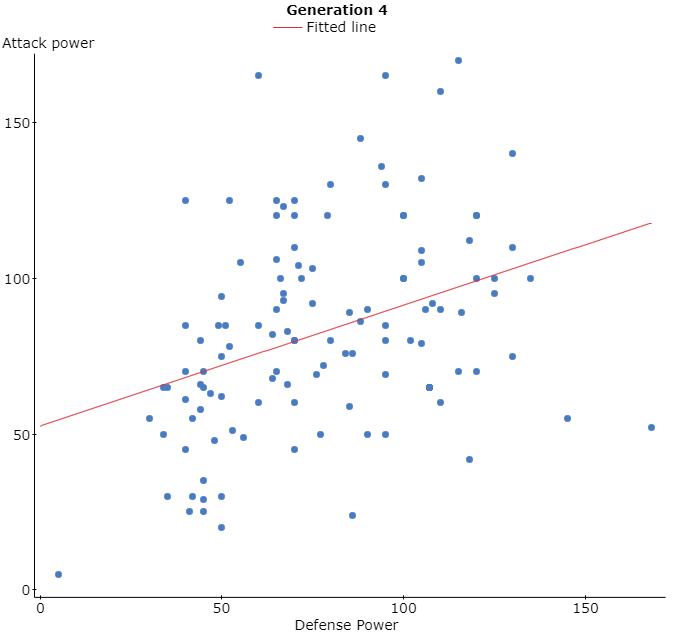 Generation 4
Fitted line
Attack power
150
100
50
0
0 50 100 150
Defense Power